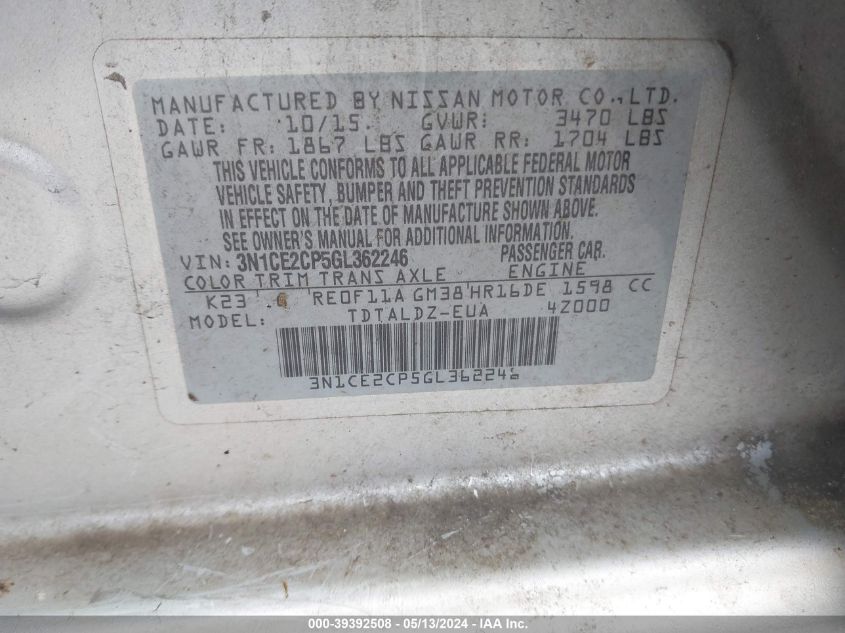 MANUFACTURED BY NISSAN MOTOR CO., LTD.
DATE: 10/15. GVWR: 3470 LBS
GAWR FR: 1867 LBS GAWR RR: 1704 LBS
THIS VEHICLE CONFORMS TO ALL APPLICABLE FEDERAL MOTOR
VEHICLE SAFETY, BUMPER AND THEFT PREVENTION STANDARDS
IN EFFECT ON THE DATE OF MANUFACTURE SHOWN ABOVE.
SEE OWNER'S MANUAL FOR ADDITIONAL INFORMATION.
VIN: 3N1CE2CP5GL362246 PASSENGER CAR.
COLOR TRIM TRANS AXLE ENGINE
K23 G RE0F11A GM38 HR16DE 1598 CC
MODEL: TDTALDZ-EUA 4Z000
3N1CE2CP5GL362246
000-39392508 - 05/13/2024 - IAA Inc.